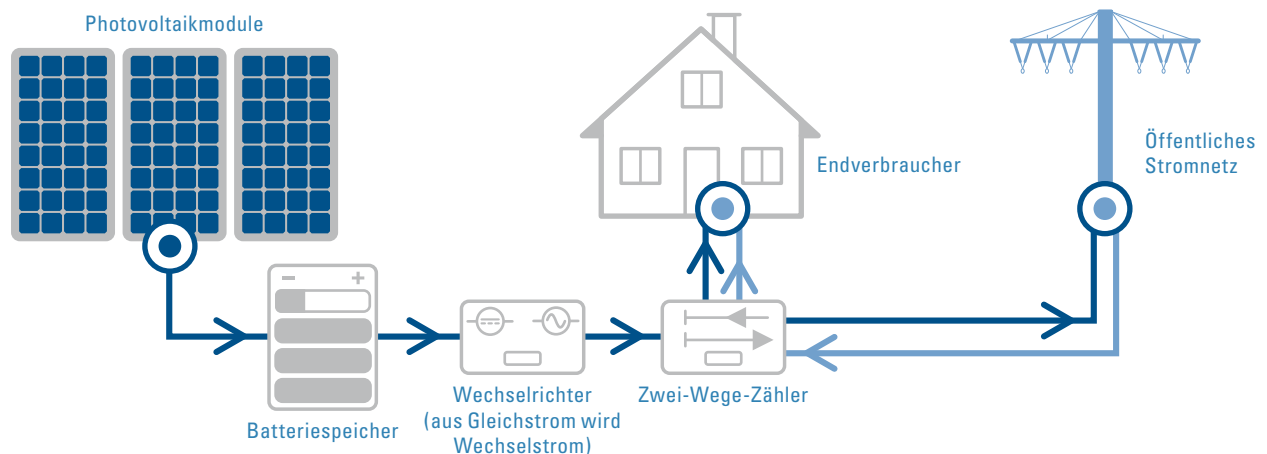 Photovoltaikmodule
Endverbraucher
Öffentliches
Stromnetz
Batteriespeicher
Wechselrichter
(aus Gleichstrom wird
Wechselstrom)
Zwei-Wege-Zähler